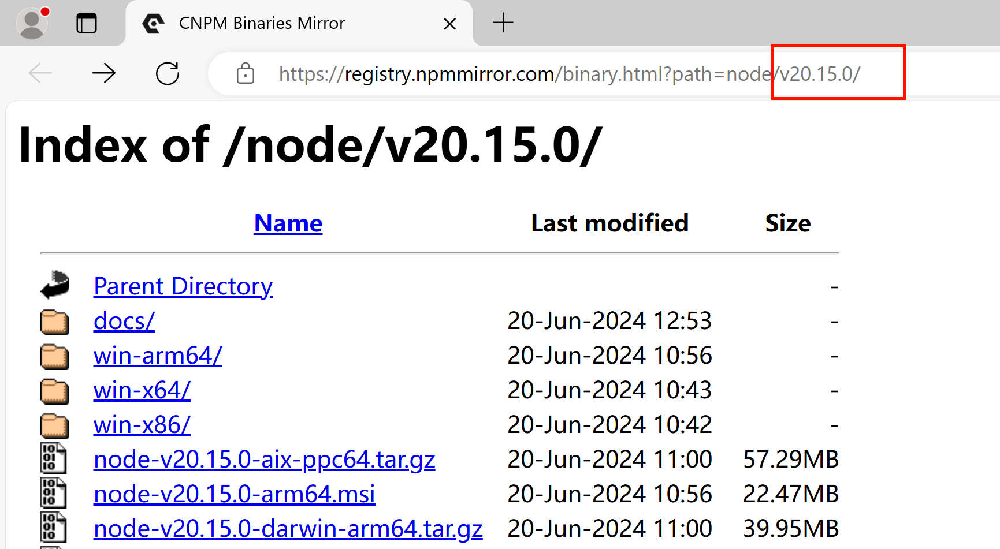 CNPM Binaries Mirror
https://registry.npmmirror.com/binary.html?path=node/v20.15.0/
Index of /node/v20.15.0/
Name Last modified Size
Parent Directory -
docs/ 20-Jun-2024 12:53 -
win-arm64/ 20-Jun-2024 10:56 -
win-x64/ 20-Jun-2024 10:43 -
win-x86/ 20-Jun-2024 10:42 -
node-v20.15.0-aix-ppc64.tar.gz 20-Jun-2024 11:00 57.29MB
node-v20.15.0-arm64.msi 20-Jun-2024 10:56 22.47MB
node-v20.15.0-darwin-arm64.tar.gz 20-Jun-2024 11:00 39.95MB